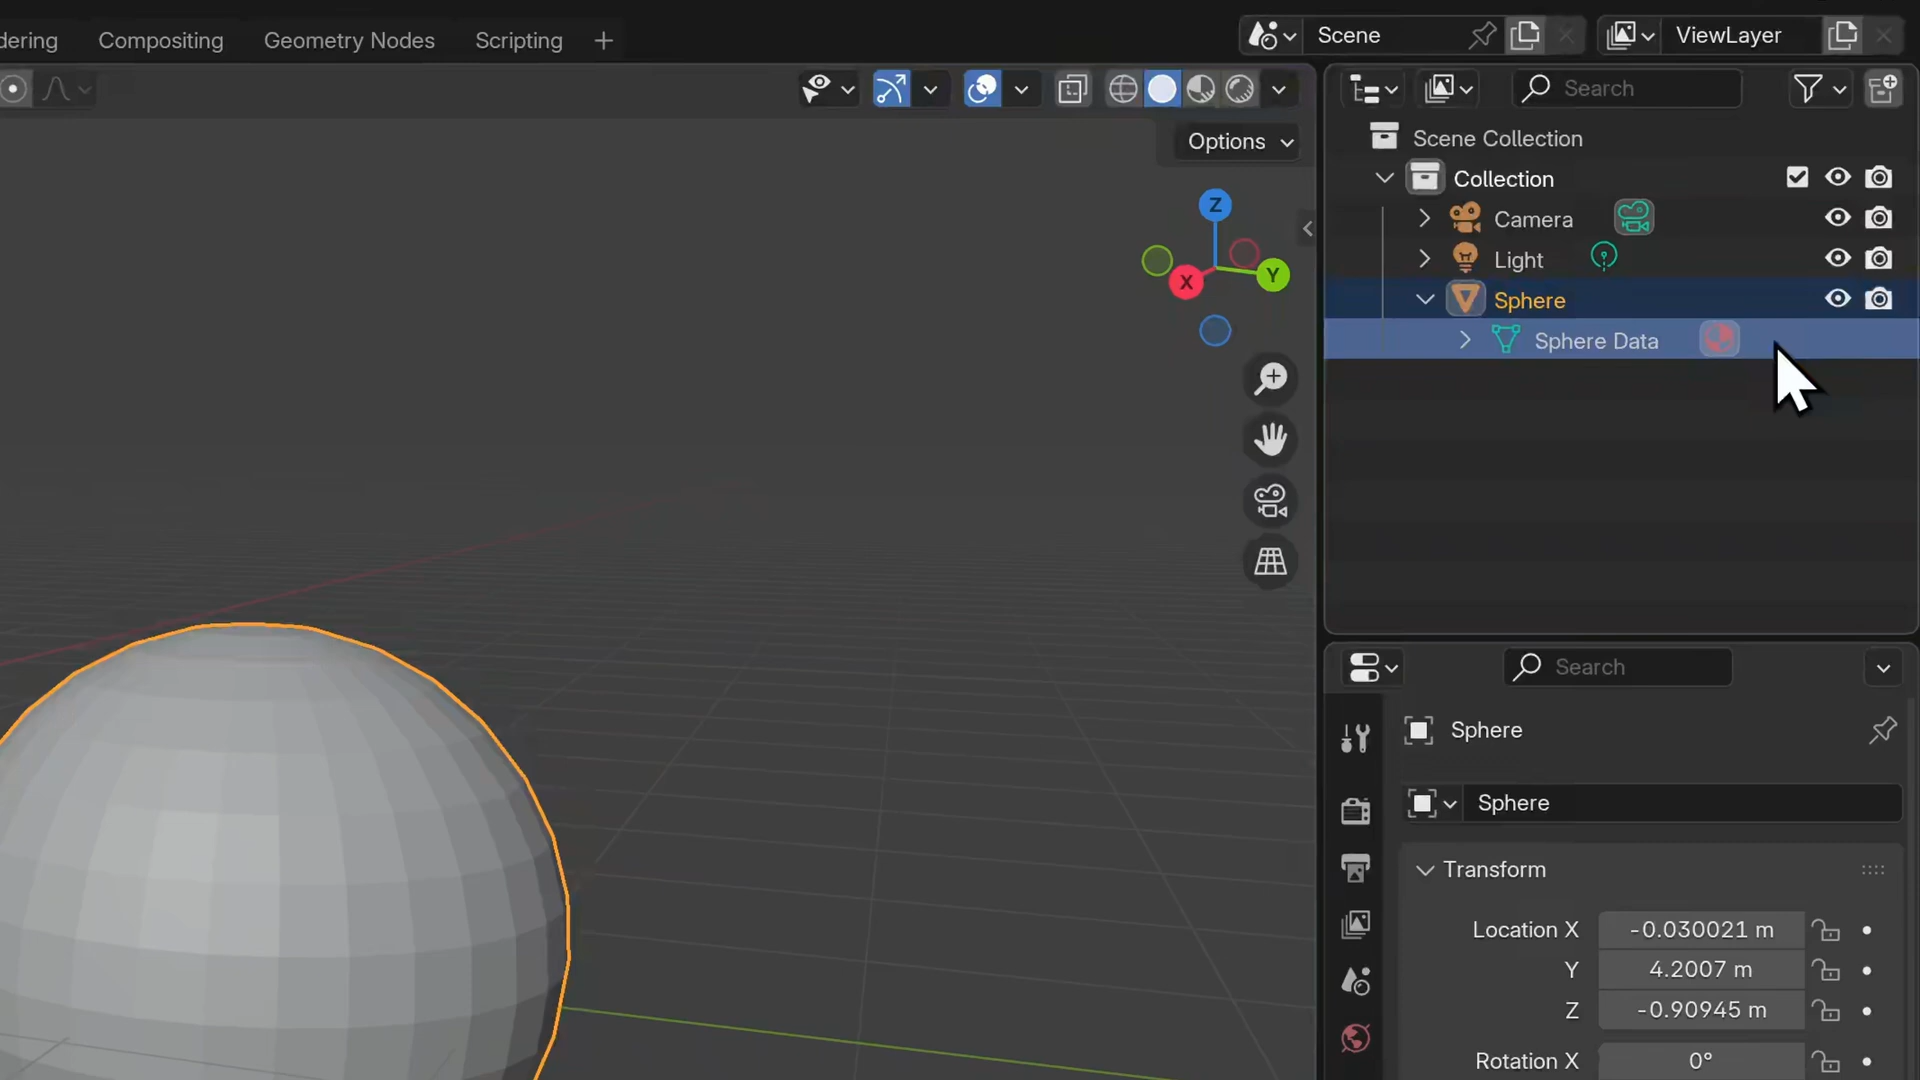 dering Compositing Geometry Nodes Scripting +
Scene ViewLayer
Search
Options
Scene Collection
Collection
Camera
Light
Sphere
Sphere Data
Z
X
Y
Search
Sphere
Sphere
Transform
Location X -0.030021 m
Y 4.2007 m
Z -0.90945 m
Rotation X 0°